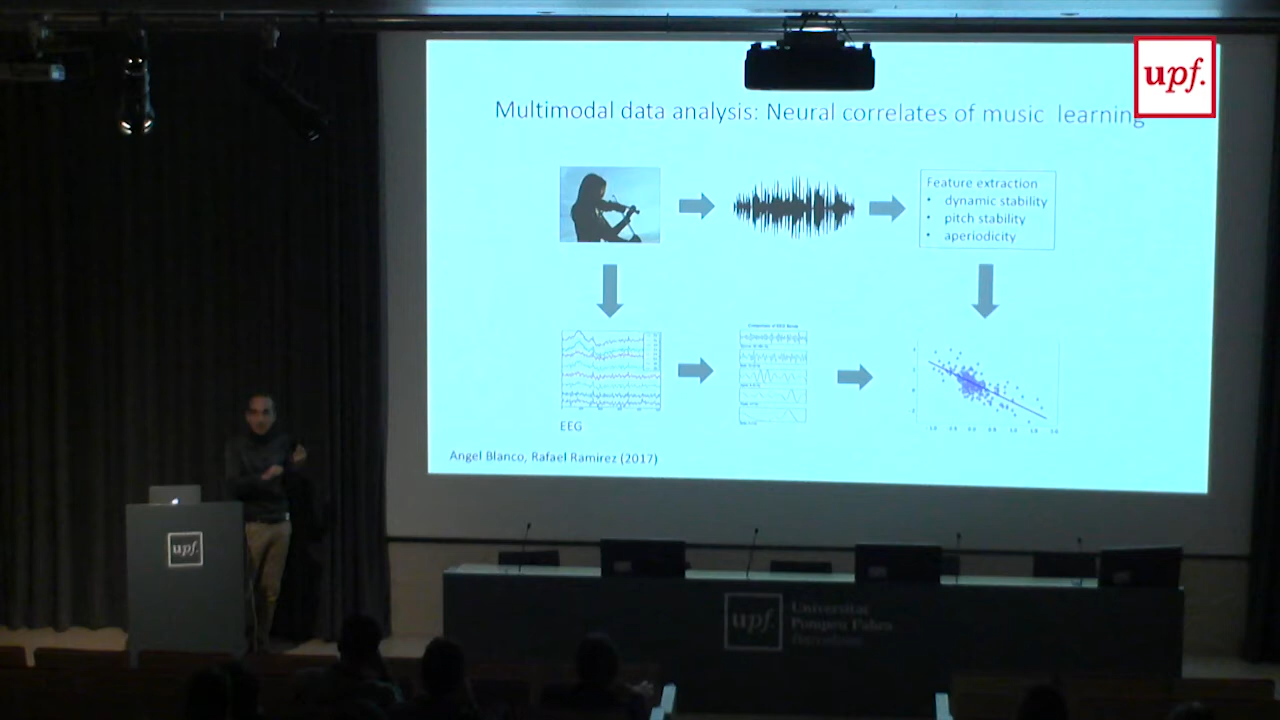 upf.
Multimodal data analysis: Neural correlates of music learning
Feature extraction
• dynamic stability
• pitch stability
• aperiodicity
EEG
Angel Blanco, Rafael Ramirez (2017)
upf.
upf.
Universitat
Pompeu Fabra
Barcelona